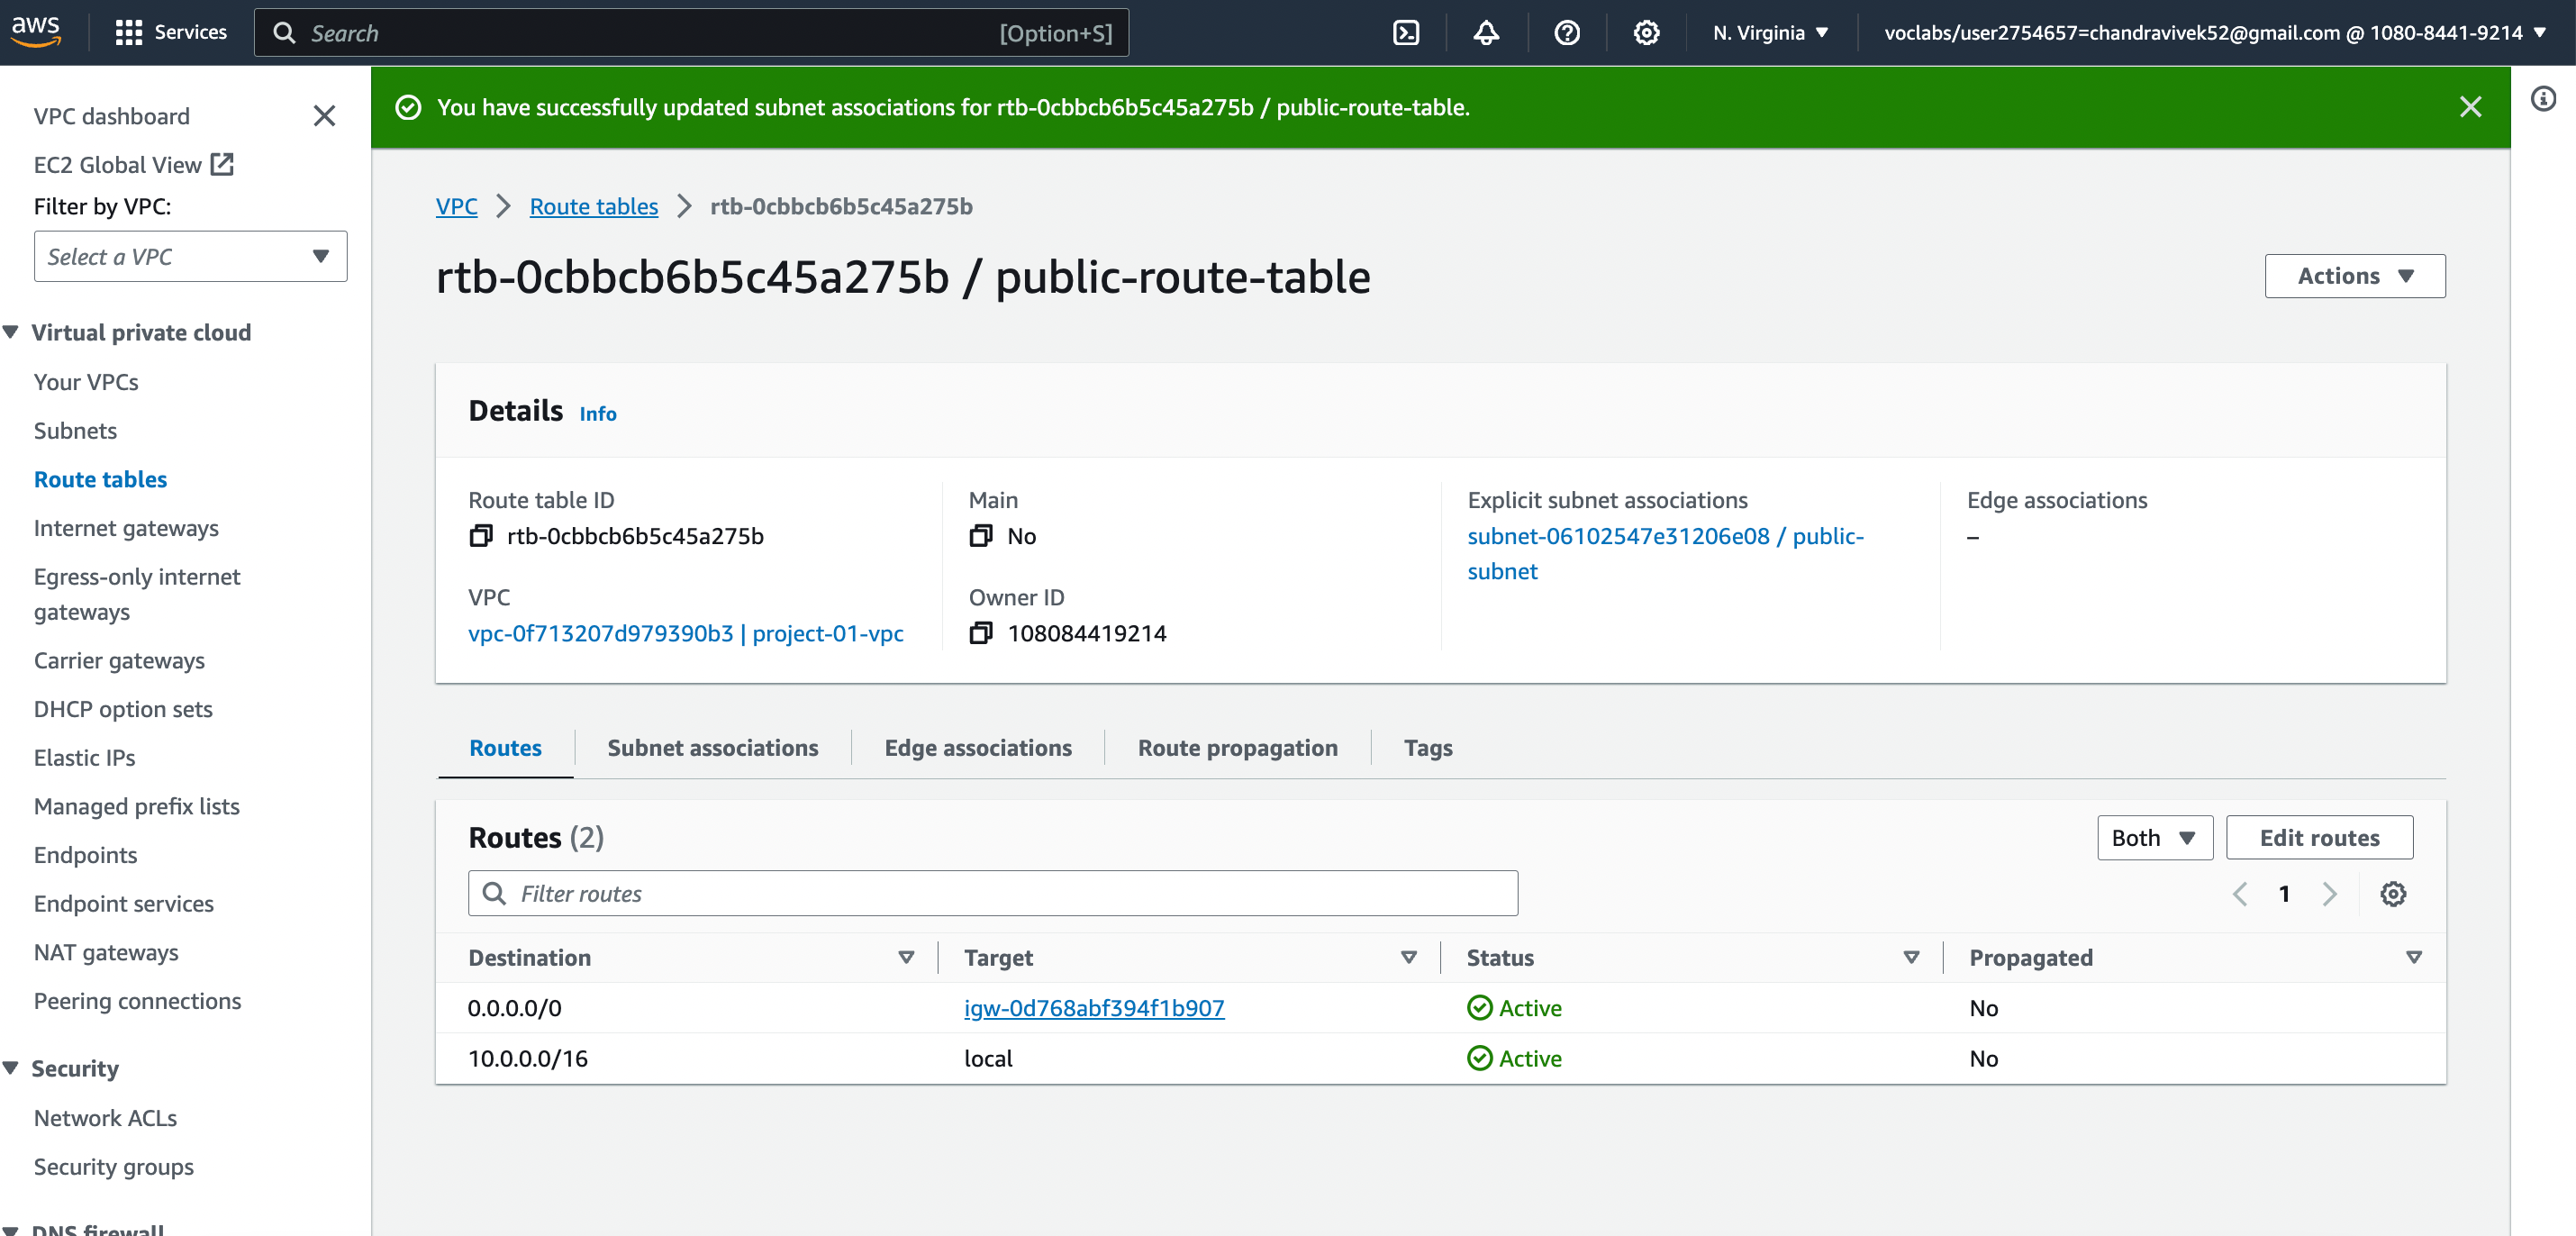 aws
Services
Search
[Option+S]
N. Virginia
voclabs/user2754657=chandravivek52@gmail.com @ 1080-8441-9214
VPC dashboard
EC2 Global View
Filter by VPC:
Select a VPC
Virtual private cloud
Your VPCs
Subnets
Route tables
Internet gateways
Egress-only internet
gateways
Carrier gateways
DHCP option sets
Elastic IPs
Managed prefix lists
Endpoints
Endpoint services
NAT gateways
Peering connections
Security
Network ACLs
Security groups
DNS firewall
You have successfully updated subnet associations for rtb-0cbbcb6b5c45a275b / public-route-table.
VPC > Route tables > rtb-0cbbcb6b5c45a275b
rtb-0cbbcb6b5c45a275b / public-route-table
Actions
Details Info
Route table ID
rtb-0cbbcb6b5c45a275b
Main
No
Explicit subnet associations
subnet-06102547e31206e08 / public-
subnet
Edge associations
–
VPC
vpc-0f713207d979390b3 | project-01-vpc
Owner ID
108084419214
Routes
Subnet associations
Edge associations
Route propagation
Tags
Routes (2)
Both
Edit routes
Filter routes
1
Destination Target Status Propagated
0.0.0.0/0 igw-0d768abf394f1b907 Active No
10.0.0.0/16 local Active No